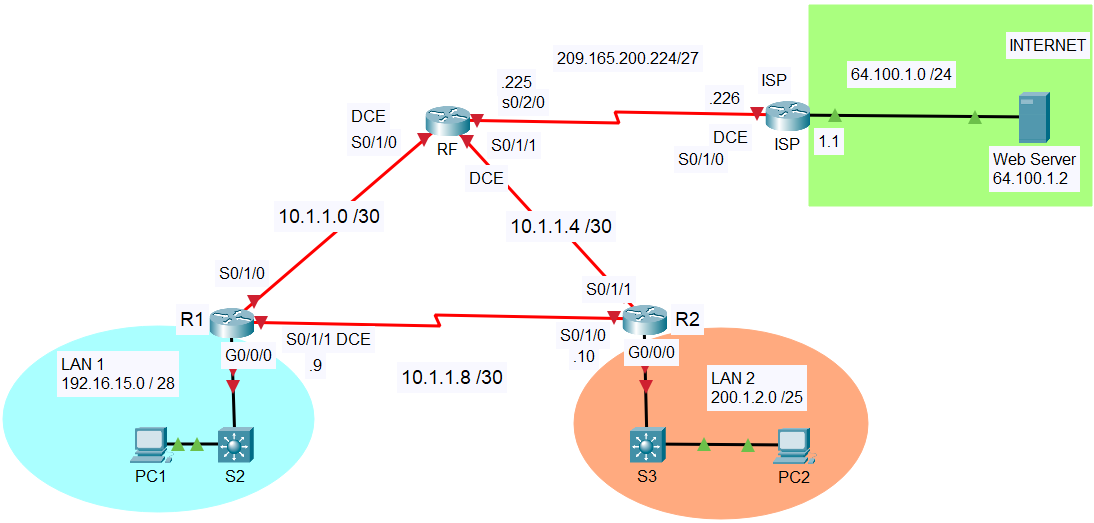 INTERNET
209.165.200.224/27
64.100.1.0 /24
ISP
.225
s0/2/0
.226
DCE
S0/1/0
RF
S0/1/1
DCE
DCE
S0/1/0
ISP
1.1
Web Server
64.100.1.2
10.1.1.0 /30
10.1.1.4 /30
S0/1/0
S0/1/1
R1
R2
S0/1/1 DCE
.9
S0/1/0
.10
G0/0/0
G0/0/0
LAN 1
192.16.15.0 / 28
10.1.1.8 /30
LAN 2
200.1.2.0 /25
PC1
S2
S3
PC2